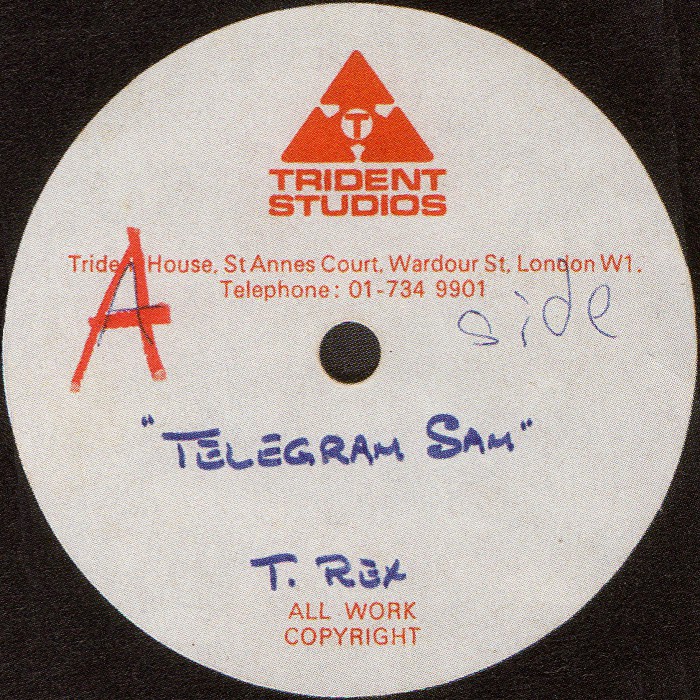 T
TRIDENT
STUDIOS
Trident House, St Annes Court, Wardour St, London W1.
Telephone: 01-734 9901
A side
"TELEGRAM SAM"
T. REX
ALL WORK
COPYRIGHT